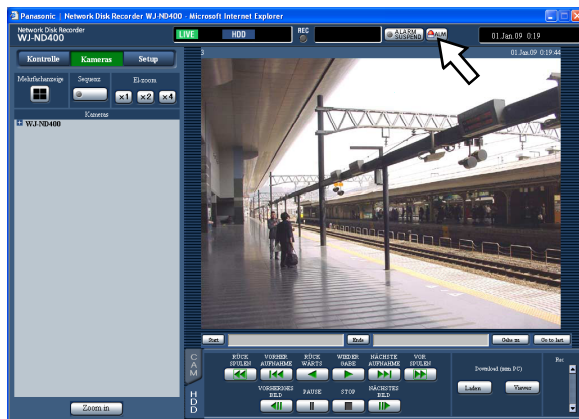 Panasonic | Network Disk Recorder WJ-ND400 - Microsoft Internet Explorer
Network Disk Recorder
WJ-ND400
LIVE
HDD
REC
ALARM
SUSPEND
ALM
01.Jan.09 0:19
Kontrolle
Kameras
Setup
3
01.Jan.09 0:19:44
Mehrfachanzeige
Sequenz
El-zoom
x1
x2
x4
Kameras
WJ-ND400
Start
Ende
Gehe zu
Go to last
CAM
HDD
RÜCK
SPULEN
VORHER
AUFNAHME
RÜCK
WÄRTS
WIEDER
GABE
NÄCHSTE
AUFNAHME
VOR
SPULEN
VORHERIGES
BILD
PAUSE
STOP
NÄCHSTES
BILD
Download (zum PC)
Laden
Viewer
Rec
Zoom in